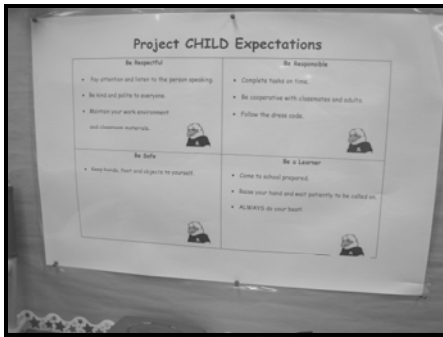 Project CHILD Expectations
Be Respectful
Pay attention and listen to the person speaking.
Be kind and polite to everyone.
Maintain your work environment
and classroom materials.
Be Responsible
Complete tasks on time.
Be cooperative with classmates and adults.
Follow the dress code.
Be Safe
Keep hands, feet and objects to yourself.
Be a Learner
Come to school prepared.
Raise your hand and wait patiently to be called on.
ALWAYS do your best!